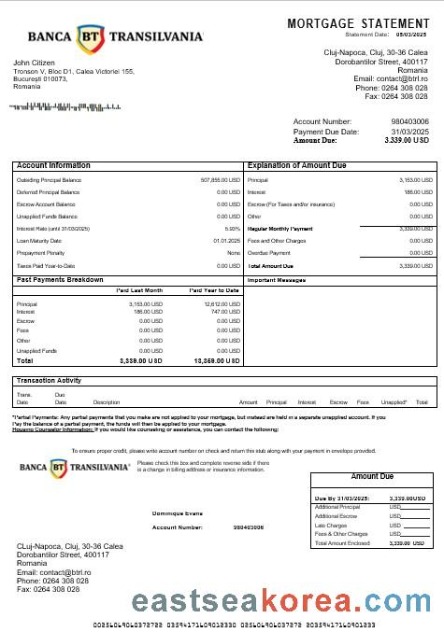 BANCA BT TRANSILVANIA
MORTGAGE STATEMENT
Statement Date: 05/03/2025
John Citizen
Tronson V, Bloc D1, Calea Victoriei 155,
București 010073,
Romania
Cluj-Napoca, Cluj, 30-36 Calea
Dorobantilor Street, 400117
Romania
Email: contact@btrl.ro
Phone: 0264 308 028
Fax: 0264 308 028
Account Number: 980403006
Payment Due Date: 31/03/2025
Amount Due: 3.339.00 USD
Account Information
Outstanding Principal Balance USD
Deferred Principal Balance 0.00 USD
Escrow Account Balance 0.00 USD
Unapplied Funds Balance 0.00 USD
Interest Rate (until 31/03/2025) 5.00%
Loan Maturity Date 01.01.2025
Prepayment Penalty None
Taxes Paid Year-to-Date 0.00 USD
Explanation of Amount Due
Principal 3,153.00 USD
Interest 186.00 USD
Escrow (For Taxes and/or insurance) 0.00 USD
Other 0.00 USD
Regular Monthly Payment 3,339.00 USD
Fees and Other Charges 0.00 USD
Overdue Payment 0.00 USD
Total Amount Due 3,339.00 USD
Past Payments Breakdown
Paid Last Month Paid Year to Date
Principal 3,153.00 USD 12,612.00 USD
Interest 186.00 USD 747.00 USD
Escrow 0.00 USD 0.00 USD
Fees 0.00 USD 0.00 USD
Other 0.00 USD 0.00 USD
Unapplied Funds 0.00 USD 0.00 USD
Total 3,339.00 USD 13,359.00 USD
Important Messages
Transaction Activity
Trans. Date Due Date Description Amount Principal Interest Escrow Fees Unapplied* Total
*Partial Payments: Any partial payments that you make are not applied to your mortgage, but instead are held in a separate unapplied account. If you
Pay the balance of a partial payment, the funds will then be applied to your mortgage.
Housing Counselor Information: If you would like counseling or assistance, you can contact the following:
To ensure proper credit, please write account number on check and return this stub along with your payment in envelope provided.
BANCA BT TRANSILVANIA
Please check this box and complete reverse side if there
is a change in billing address or insurance information.
Dominique Evans
Account Number: 980403006
Amount Due
Due By 31/03/2025: 3,339.00USD
Additional Principal USD
Additional Escrow USD
Late Charges USD
Fees & Other Charges USD
Total Amount Enclosed 3,339.00 USD
CLuj-Napoca, Cluj, 30-36 Calea
Dorobantilor Street, 400117
Romania
Email: contact@btrl.ro
Phone: 0264 308 028
Fax: 0264 308 028
eastseakorea.com